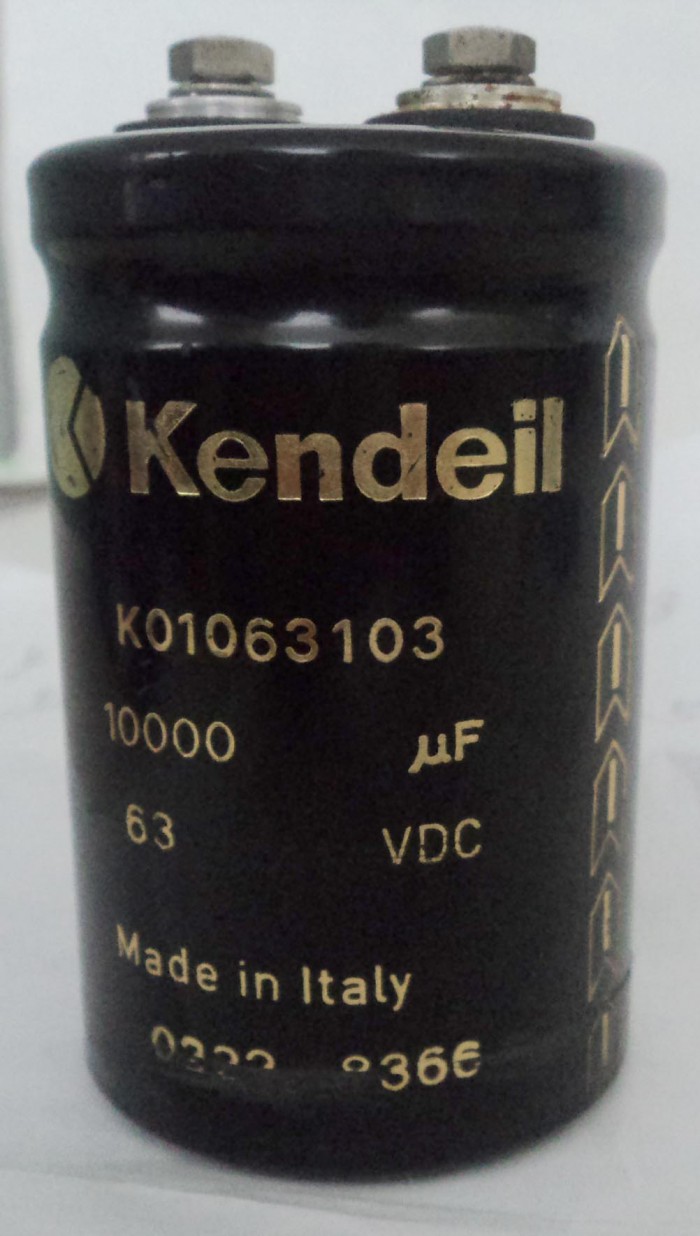 Kendeil
K01063103
10000 µF
63 VDC
Made in Italy